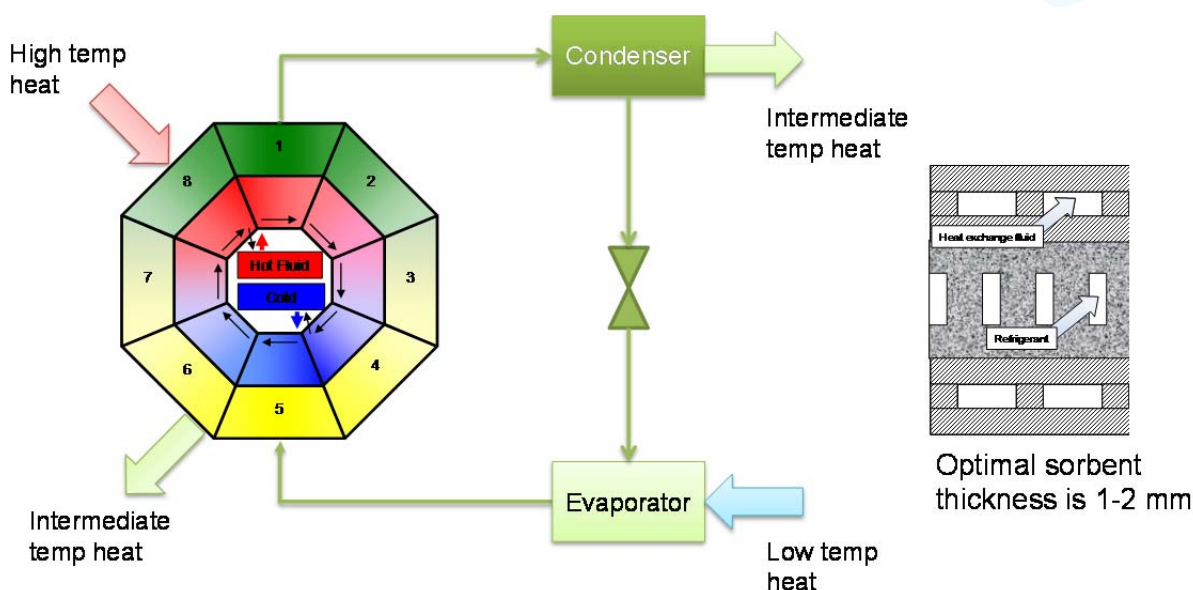 High temp
heat
Condenser
Intermediate
temp heat
1
2
3
4
5
6
7
8
Hot Fluid
Cold
Heat exchange fluid
Refrigerant
Optimal sorbent
thickness is 1-2 mm
Intermediate
temp heat
Evaporator
Low temp
heat